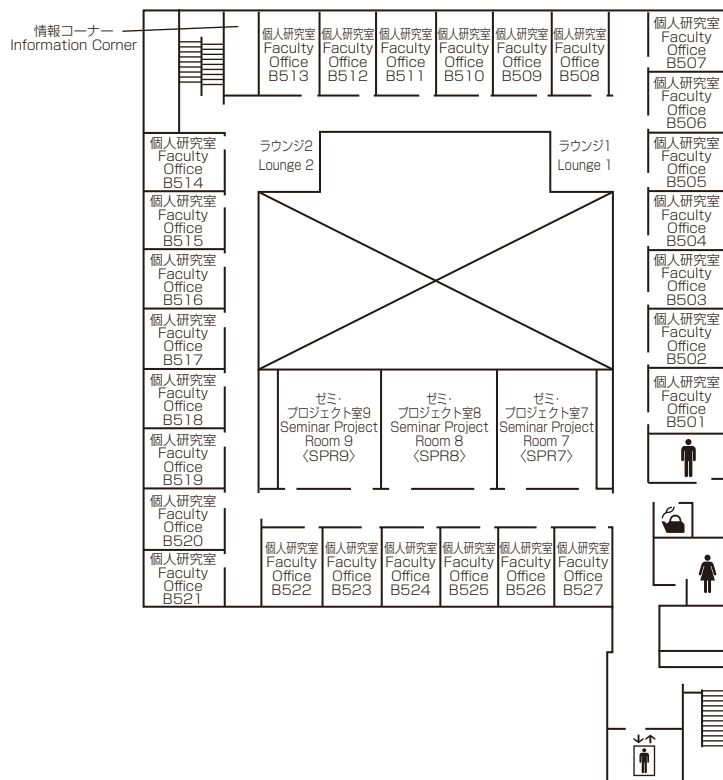 情報コーナー
Information Corner
個人研究室
Faculty
Office
B513
個人研究室
Faculty
Office
B512
個人研究室
Faculty
Office
B511
個人研究室
Faculty
Office
B510
個人研究室
Faculty
Office
B509
個人研究室
Faculty
Office
B508
個人研究室
Faculty
Office
B507
個人研究室
Faculty
Office
B506
個人研究室
Faculty
Office
B505
個人研究室
Faculty
Office
B504
個人研究室
Faculty
Office
B503
個人研究室
Faculty
Office
B502
個人研究室
Faculty
Office
B501
ラウンジ2
Lounge 2
ラウンジ1
Lounge 1
個人研究室
Faculty
Office
B514
個人研究室
Faculty
Office
B515
個人研究室
Faculty
Office
B516
個人研究室
Faculty
Office
B517
個人研究室
Faculty
Office
B518
個人研究室
Faculty
Office
B519
個人研究室
Faculty
Office
B520
個人研究室
Faculty
Office
B521
ゼミ・
プロジェクト室9
Seminar Project
Room 9
〈SPR9〉
ゼミ・
プロジェクト室8
Seminar Project
Room 8
〈SPR8〉
ゼミ・
プロジェクト室7
Seminar Project
Room 7
〈SPR7〉
個人研究室
Faculty
Office
B522
個人研究室
Faculty
Office
B523
個人研究室
Faculty
Office
B524
個人研究室
Faculty
Office
B525
個人研究室
Faculty
Office
B526
個人研究室
Faculty
Office
B527